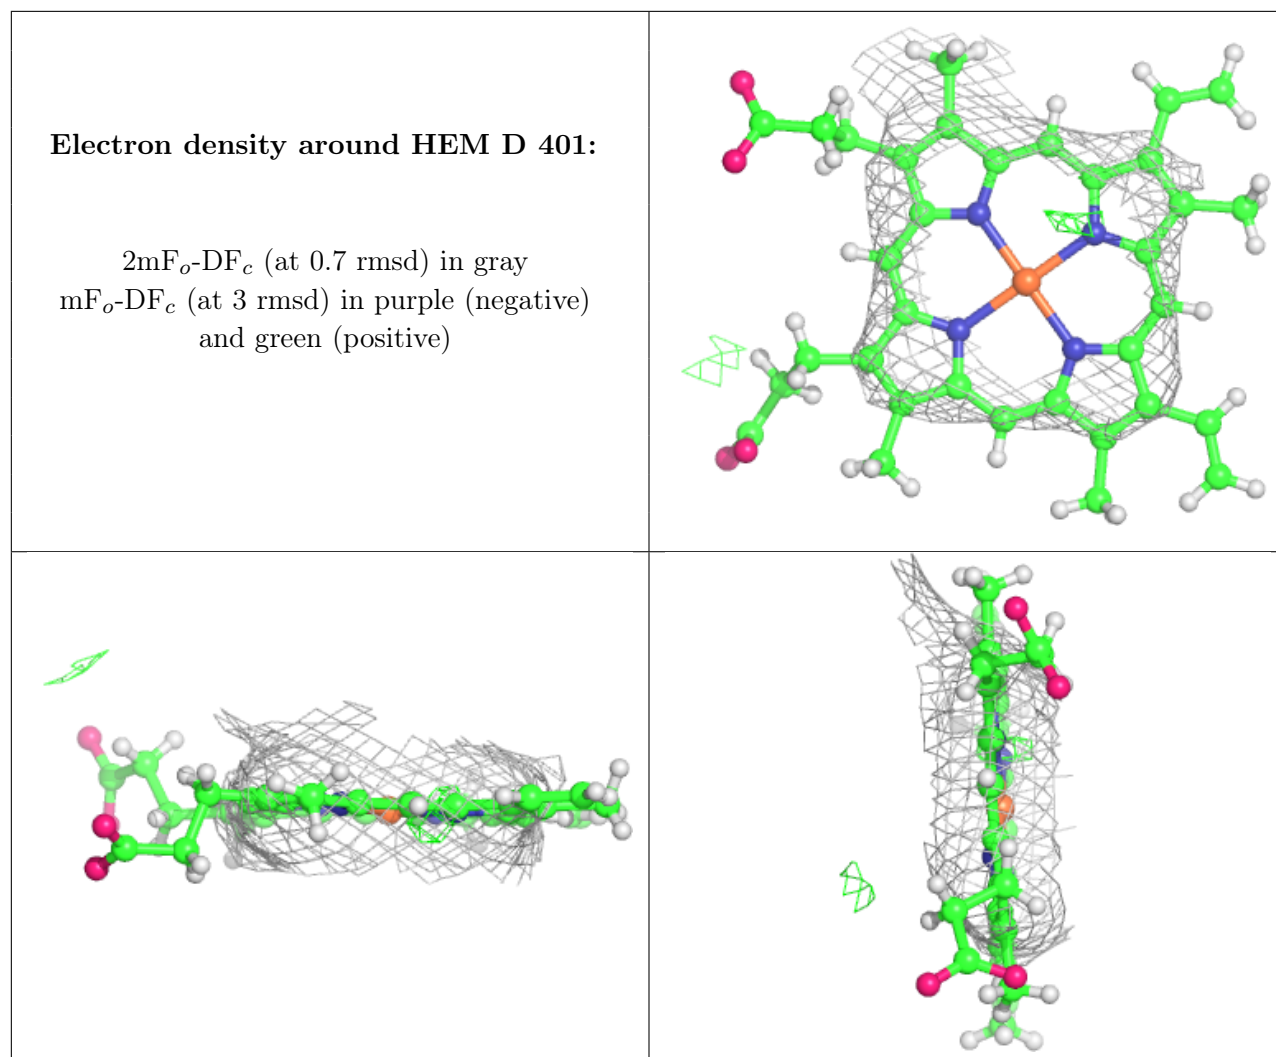 Electron density around HEM D 401:
2mFo-DFc (at 0.7 rmsd) in gray
mFo-DFc (at 3 rmsd) in purple (negative)
and green (positive)